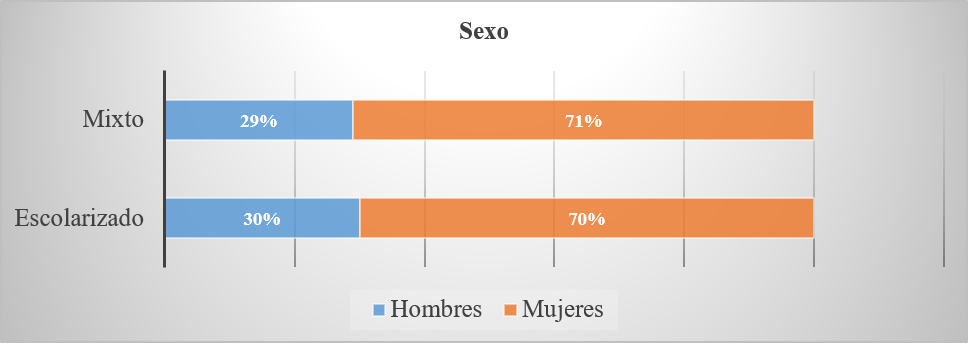 Sexo
Mixto
29%
71%
Escolarizado
30%
70%
Hombres
Mujeres